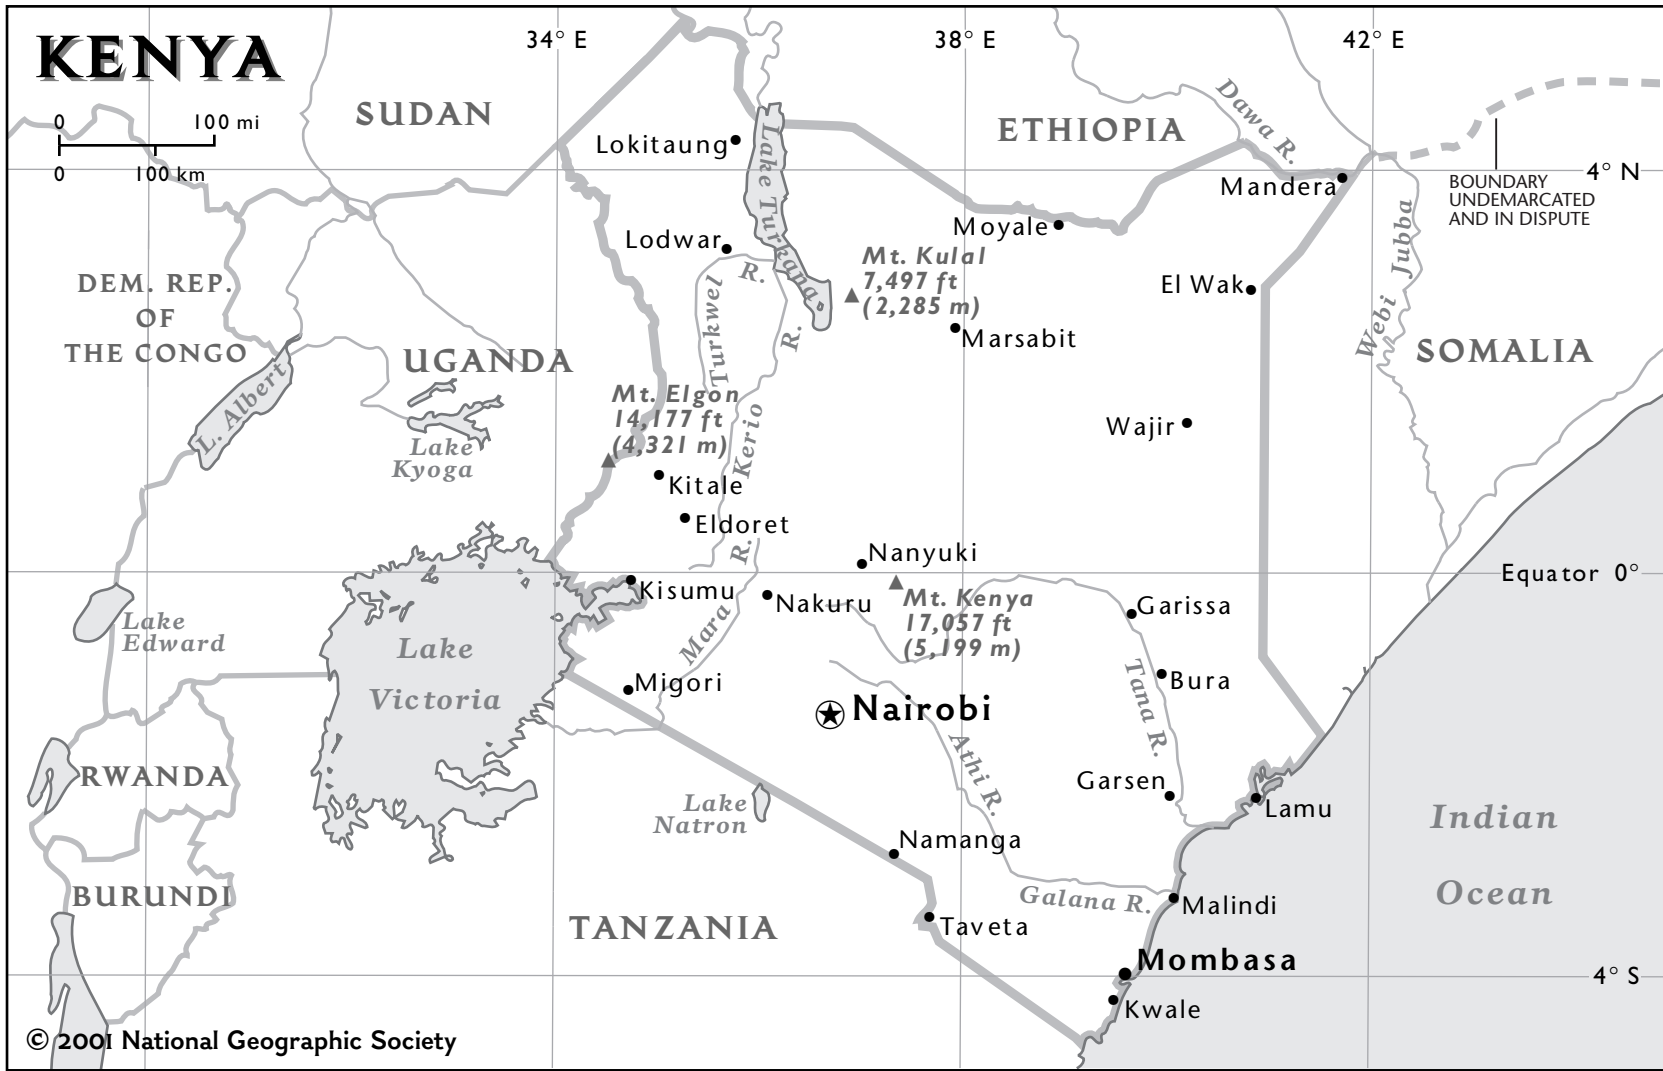 KENYA
34° E
38° E
42° E
0
100 mi
0
100 km
SUDAN
ETHIOPIA
Dawa R.
Lokitaung
Lake Turkana
Mandera
4° N
BOUNDARY
UNDEMARCATED
AND IN DISPUTE
Moyale
Lodwar
Mt. Kulal
7,497 ft
(2,285 m)
Webi Jubba
DEM. REP.
OF
THE CONGO
Turkwel R.
El Wak
Marsabit
SOMALIA
UGANDA
L. Albert
Mt. Elgon
14,177 ft
(4,321 m)
Kerio R.
Wajir
Lake
Kyoga
Kitale
Eldoret
Nanyuki
Equator 0°
Kisumu
Nakuru
Mt. Kenya
17,057 ft
(5,199 m)
Garissa
Lake
Edward
Lake
Victoria
Mara R.
Migori
Tana R.
Bura
Nairobi
Athi R.
RWANDA
Garsen
Lamu
Lake
Natron
Indian
Ocean
Namanga
BURUNDI
Galana R.
Malindi
TANZANIA
Taveta
Mombasa
4° S
Kwale
© 2001 National Geographic Society